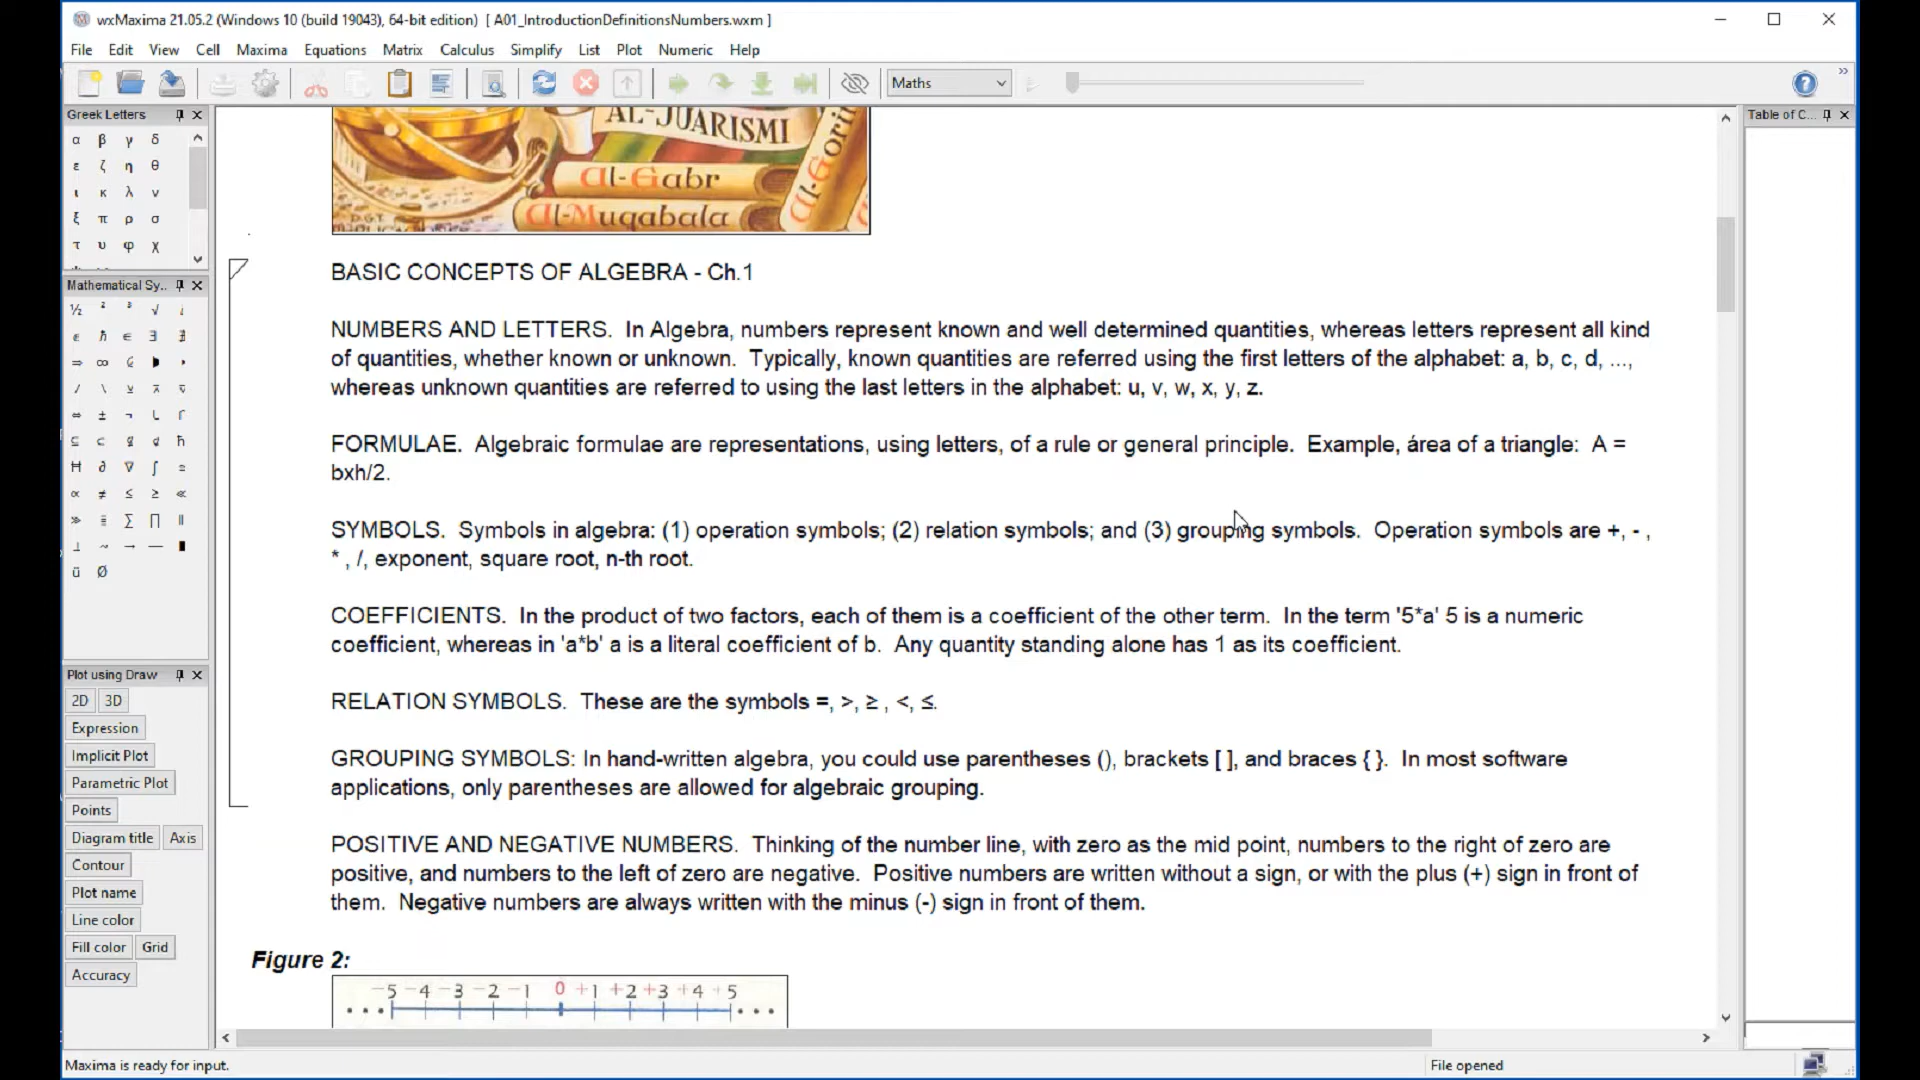 wxMaxima 21.05.2 (Windows 10 (build 19043), 64-bit edition) [ A01_IntroductionDefinitionsNumbers.wxm ]
File Edit View Cell Maxima Equations Matrix Calculus Simplify List Plot Numeric Help
Maths
Greek Letters
α β γ δ
ε ζ η θ
ι κ λ ν
ξ π ρ σ
τ υ φ χ
Mathematical Sy..
½ ² ³ √ i
e ħ ∈ ∃ ∄
⇒ ∞
⇔ ± ¬
⊆ ⊂
Ħ ∂ ∇ ∫ ≅
∝ ≠ ≤ ≥ ≪
≫ ≣ ∑ ∏ ∥
⊥ ⟿ → — ■
ü Ø
Plot using Draw
2D 3D
Expression
Implicit Plot
Parametric Plot
Points
Diagram title Axis
Contour
Plot name
Line color
Fill color Grid
Accuracy
Table of C...
AL-JUARISMI
Al-Gabr
Al-Muqabala
BASIC CONCEPTS OF ALGEBRA - Ch.1
NUMBERS AND LETTERS.  In Algebra, numbers represent known and well determined quantities, whereas letters represent all kind
of quantities, whether known or unknown.  Typically, known quantities are referred using the first letters of the alphabet: a, b, c, d, ...,
whereas unknown quantities are referred to using the last letters in the alphabet: u, v, w, x, y, z.
FORMULAE.  Algebraic formulae are representations, using letters, of a rule or general principle.  Example, área of a triangle:  A =
bxh/2.
SYMBOLS.  Symbols in algebra: (1) operation symbols; (2) relation symbols; and (3) grouping symbols.  Operation symbols are +, - ,
* , /, exponent, square root, n-th root.
COEFFICIENTS.  In the product of two factors, each of them is a coefficient of the other term.  In the term '5*a' 5 is a numeric
coefficient, whereas in 'a*b' a is a literal coefficient of b.  Any quantity standing alone has 1 as its coefficient.
RELATION SYMBOLS.  These are the symbols =, >, ≥ , <, ≤.
GROUPING SYMBOLS: In hand-written algebra, you could use parentheses (), brackets [ ], and braces { }.  In most software
applications, only parentheses are allowed for algebraic grouping.
POSITIVE AND NEGATIVE NUMBERS.  Thinking of the number line, with zero as the mid point, numbers to the right of zero are
positive, and numbers to the left of zero are negative.  Positive numbers are written without a sign, or with the plus (+) sign in front of
them.  Negative numbers are always written with the minus (-) sign in front of them.
Figure 2:
-5 -4 -3 -2 -1 0 +1 +2 +3 +4 +5
Maxima is ready for input.
File opened